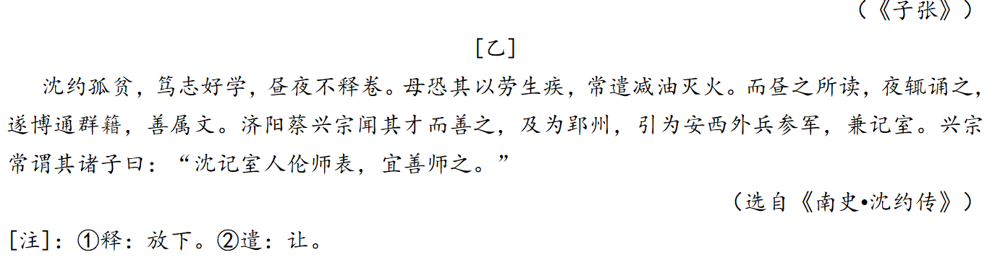 （《子张》）
[乙]
沈约孤贫，笃志好学，昼夜不释卷。母恐其以劳生疾，常遣减油灭火。而昼之所读，夜辄诵之，
遂博通群籍，善属文。济阳蔡兴宗闻其才而善之，及为郢州，引为安西外兵参军，兼记室。兴宗
常谓其诸子曰：“沈记室人伦师表，宜善师之。”
（选自《南史•沈约传》）
[注]：①释：放下。②遣：让。